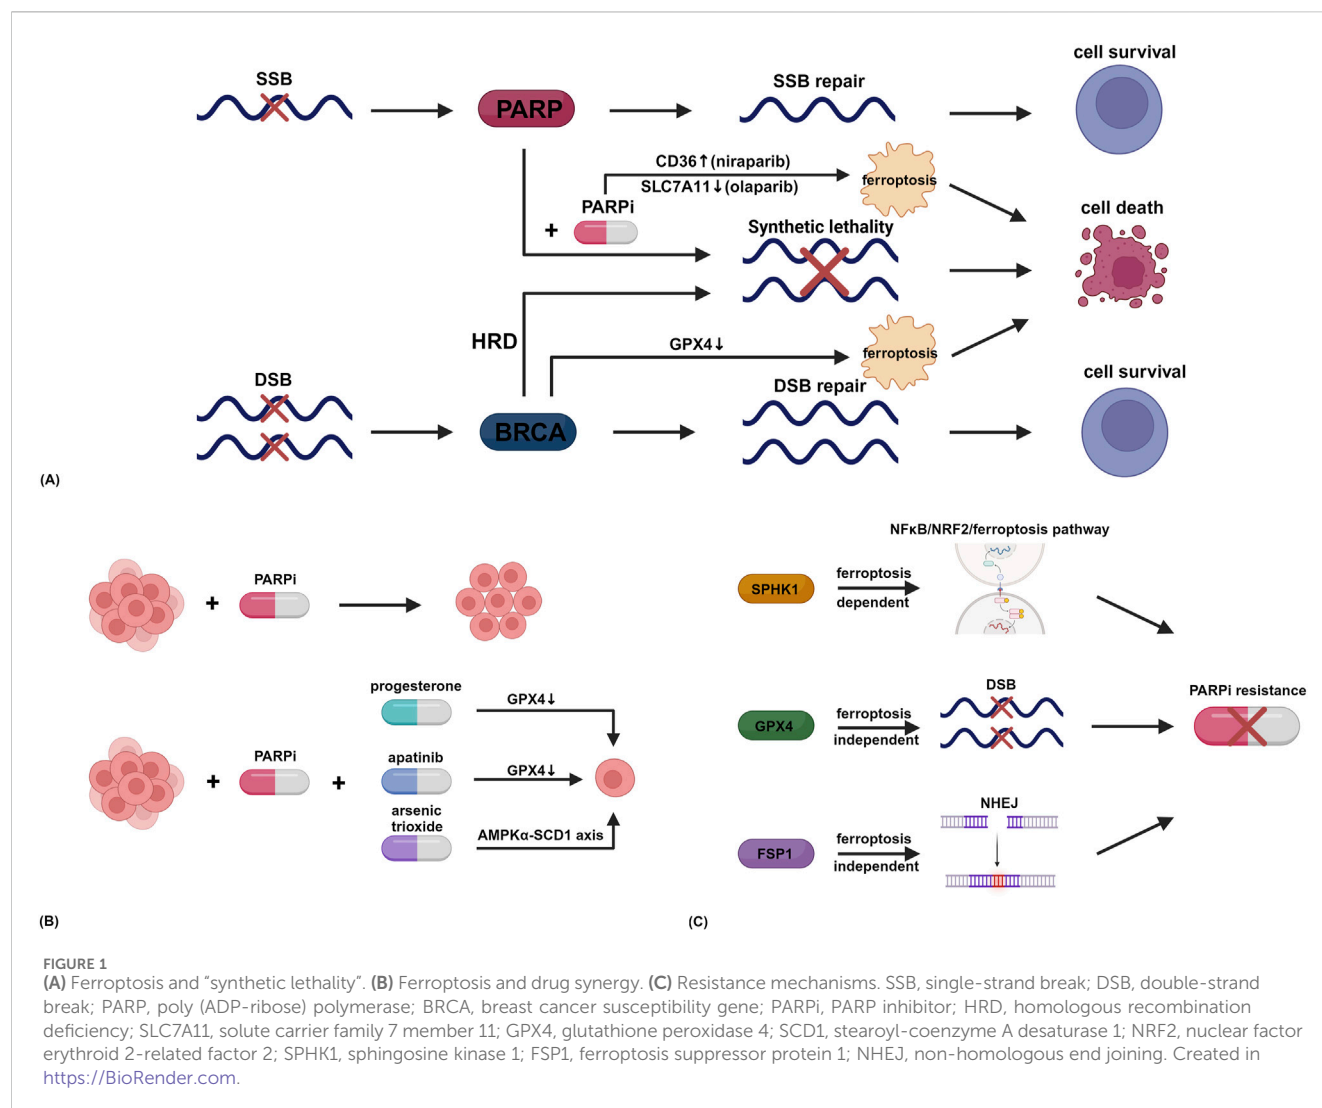 SSB
PARP
SSB repair
cell survival
CD36↑(niraparib)
SLC7A11↓(olaparib)
ferroptosis
PARPi
+
Synthetic lethality
cell death
HRD
GPX4↓
ferroptosis
DSB
BRCA
DSB repair
cell survival
(A)
PARPi
+
progesterone
GPX4↓
PARPi
+
+
apatinib
GPX4↓
arsenic
trioxide
AMPKα-SCD1 axis
(B)
NFκB/NRF2/ferroptosis pathway
SPHK1
ferroptosis
dependent
GPX4
ferroptosis
independent
DSB
PARPi resistance
FSP1
ferroptosis
independent
NHEJ
(C)
FIGURE 1
(A) Ferroptosis and “synthetic lethality”. (B) Ferroptosis and drug synergy. (C) Resistance mechanisms. SSB, single-strand break; DSB, double-strand
break; PARP, poly (ADP-ribose) polymerase; BRCA, breast cancer susceptibility gene; PARPi, PARP inhibitor; HRD, homologous recombination
deficiency; SLC7A11, solute carrier family 7 member 11; GPX4, glutathione peroxidase 4; SCD1, stearoyl-coenzyme A desaturase 1; NRF2, nuclear factor
erythroid 2-related factor 2; SPHK1, sphingosine kinase 1; FSP1, ferroptosis suppressor protein 1; NHEJ, non-homologous end joining. Created in
https://BioRender.com.